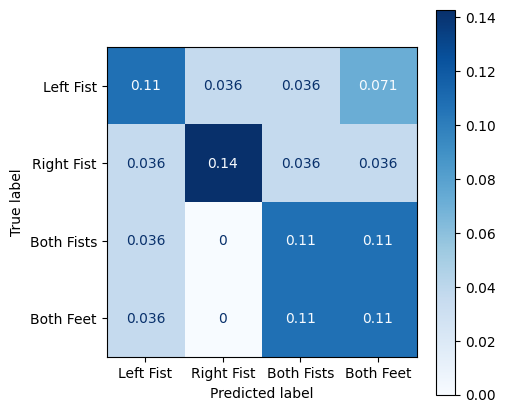 0.14
0.12
0.10
0.08
0.06
0.04
0.02
0.00
True label
Left Fist 0.11 0.036 0.036 0.071
Right Fist 0.036 0.14 0.036 0.036
Both Fists 0.036 0 0.11 0.11
Both Feet 0.036 0 0.11 0.11
Left Fist Right Fist Both Fists Both Feet
Predicted label